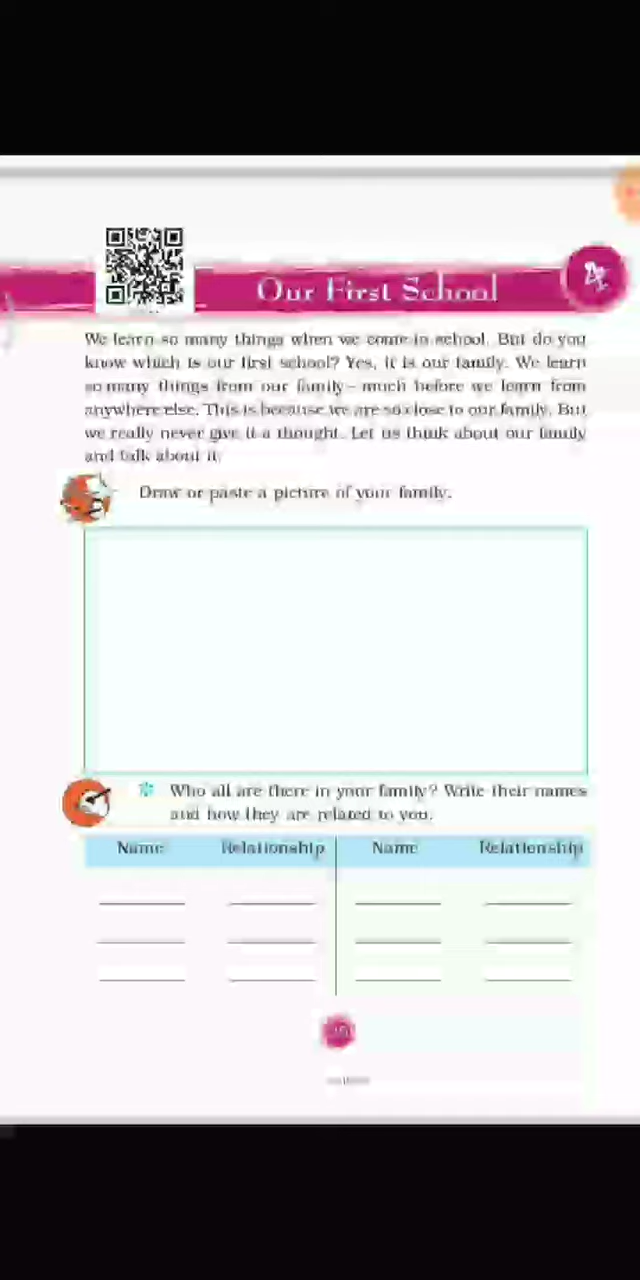 Our First School
4
We learn so many things when we come to school. But do you
know which is our first school? Yes, it is our family. We learn
so many things from our family– much before we learn from
anywhere else. This is because we are so close to our family. But
we really never give it a thought. Let us think about our family
and talk about it.
Draw or paste a picture of your family.
* Who all are there in your family? Write their names
and how they are related to you.
Name Relationship Name Relationship